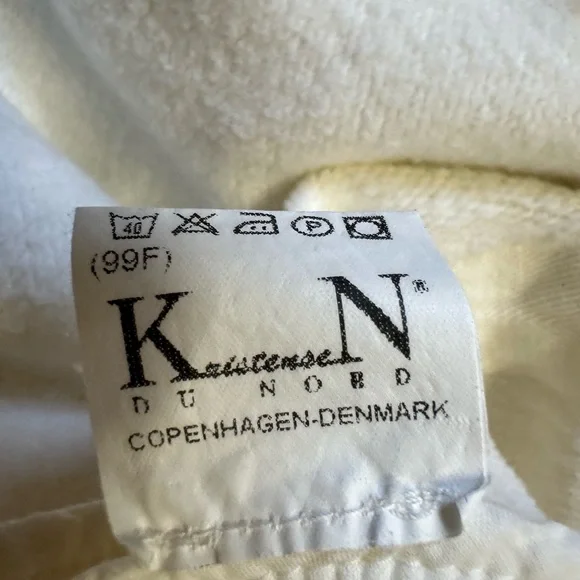 40 P
(99F)
KristenseN®
DU NORD
COPENHAGEN-DENMARK